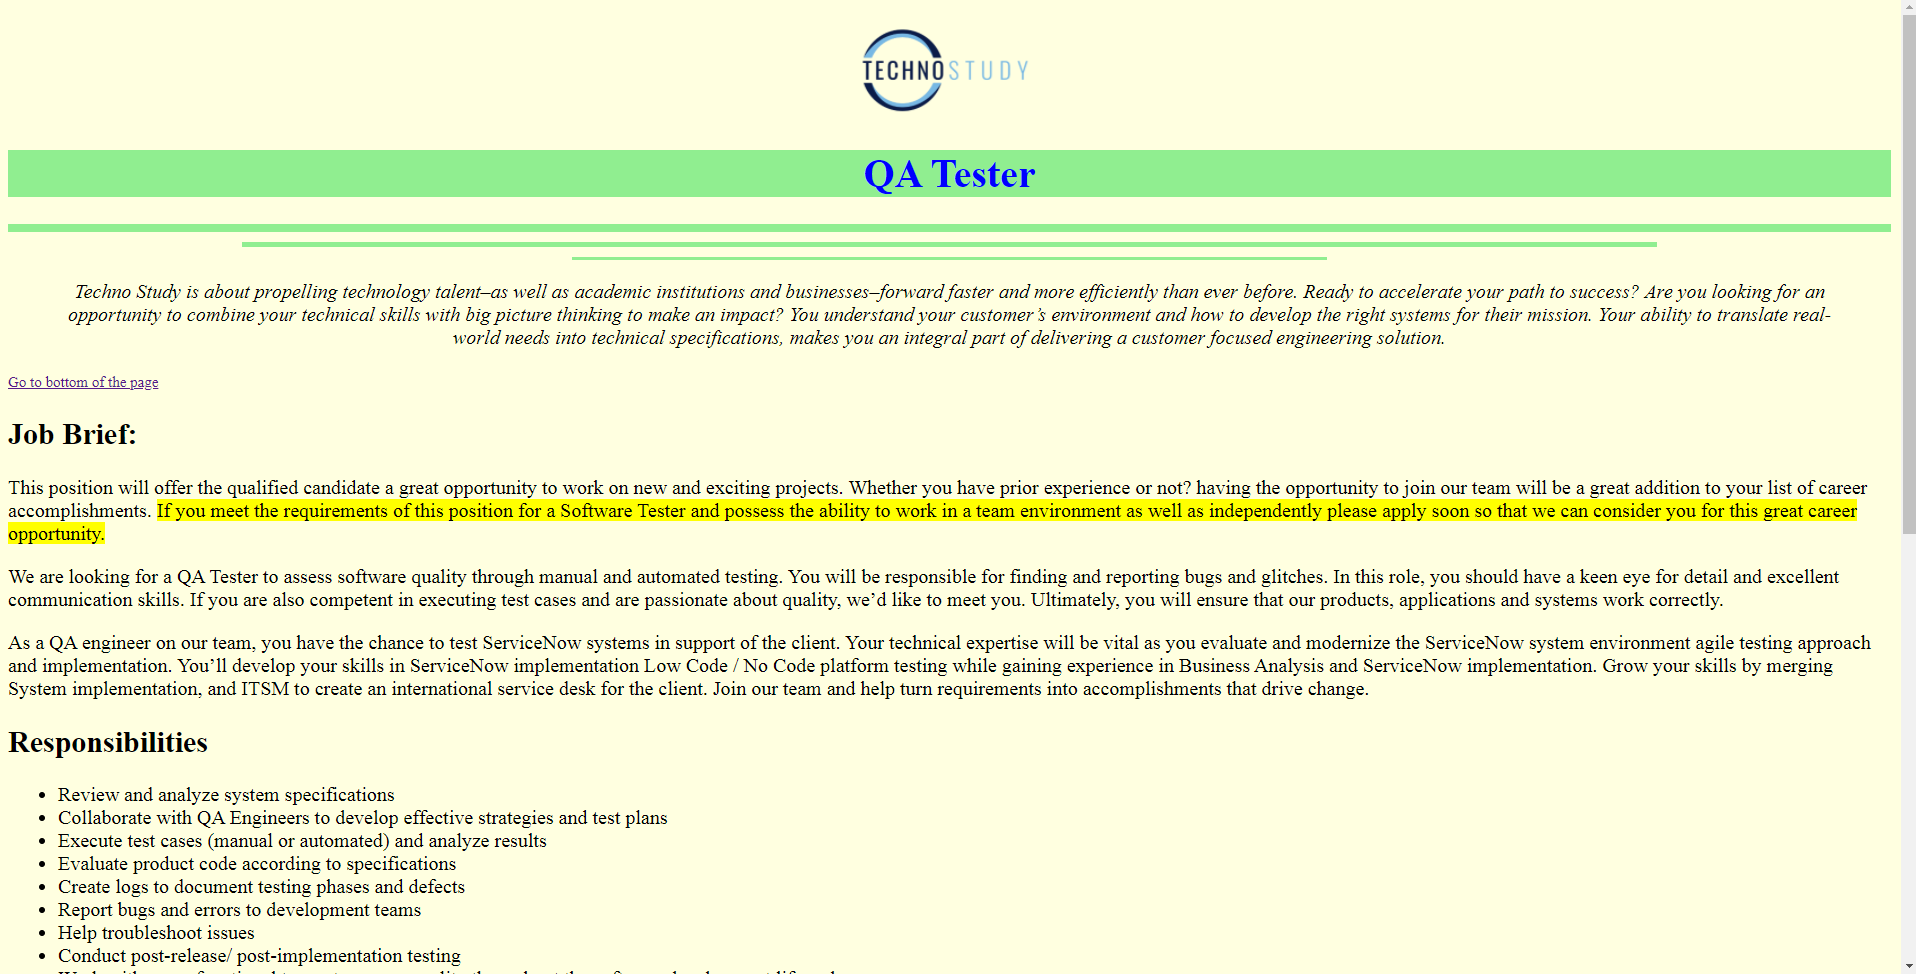 TECHNOSTUDY
QA Tester
Techno Study is about propelling technology talent–as well as academic institutions and businesses–forward faster and more efficiently than ever before. Ready to accelerate your path to success? Are you looking for an
opportunity to combine your technical skills with big picture thinking to make an impact? You understand your customer’s environment and how to develop the right systems for their mission. Your ability to translate real-
world needs into technical specifications, makes you an integral part of delivering a customer focused engineering solution.
Go to bottom of the page
Job Brief:
This position will offer the qualified candidate a great opportunity to work on new and exciting projects. Whether you have prior experience or not? having the opportunity to join our team will be a great addition to your list of career
accomplishments. If you meet the requirements of this position for a Software Tester and possess the ability to work in a team environment as well as independently please apply soon so that we can consider you for this great career
opportunity.
We are looking for a QA Tester to assess software quality through manual and automated testing. You will be responsible for finding and reporting bugs and glitches. In this role, you should have a keen eye for detail and excellent
communication skills. If you are also competent in executing test cases and are passionate about quality, we’d like to meet you. Ultimately, you will ensure that our products, applications and systems work correctly.
As a QA engineer on our team, you have the chance to test ServiceNow systems in support of the client. Your technical expertise will be vital as you evaluate and modernize the ServiceNow system environment agile testing approach
and implementation. You’ll develop your skills in ServiceNow implementation Low Code / No Code platform testing while gaining experience in Business Analysis and ServiceNow implementation. Grow your skills by merging
System implementation, and ITSM to create an international service desk for the client. Join our team and help turn requirements into accomplishments that drive change.
Responsibilities
• Review and analyze system specifications
• Collaborate with QA Engineers to develop effective strategies and test plans
• Execute test cases (manual or automated) and analyze results
• Evaluate product code according to specifications
• Create logs to document testing phases and defects
• Report bugs and errors to development teams
• Help troubleshoot issues
• Conduct post-release/ post-implementation testing